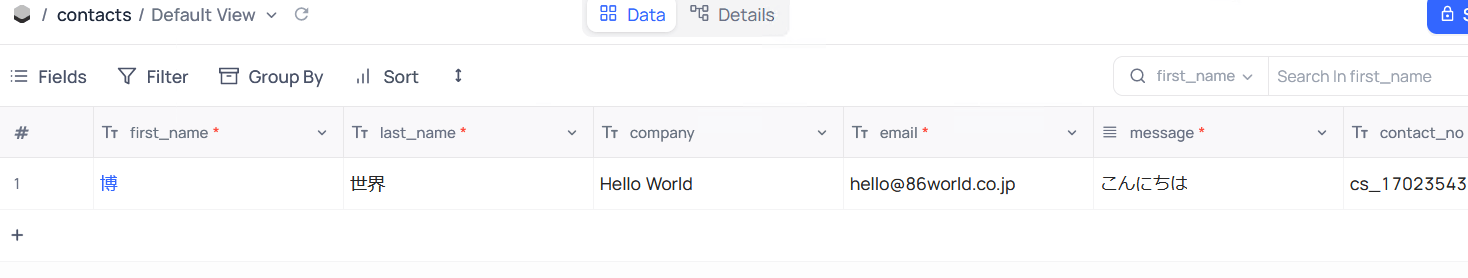 / contacts / Default View
Data Details
Fields Filter Group By Sort
first_name Search In first_name
# first_name * last_name * company email * message * contact_no
1 博 世界 Hello World hello@86world.co.jp こんにちは cs_17023543
+